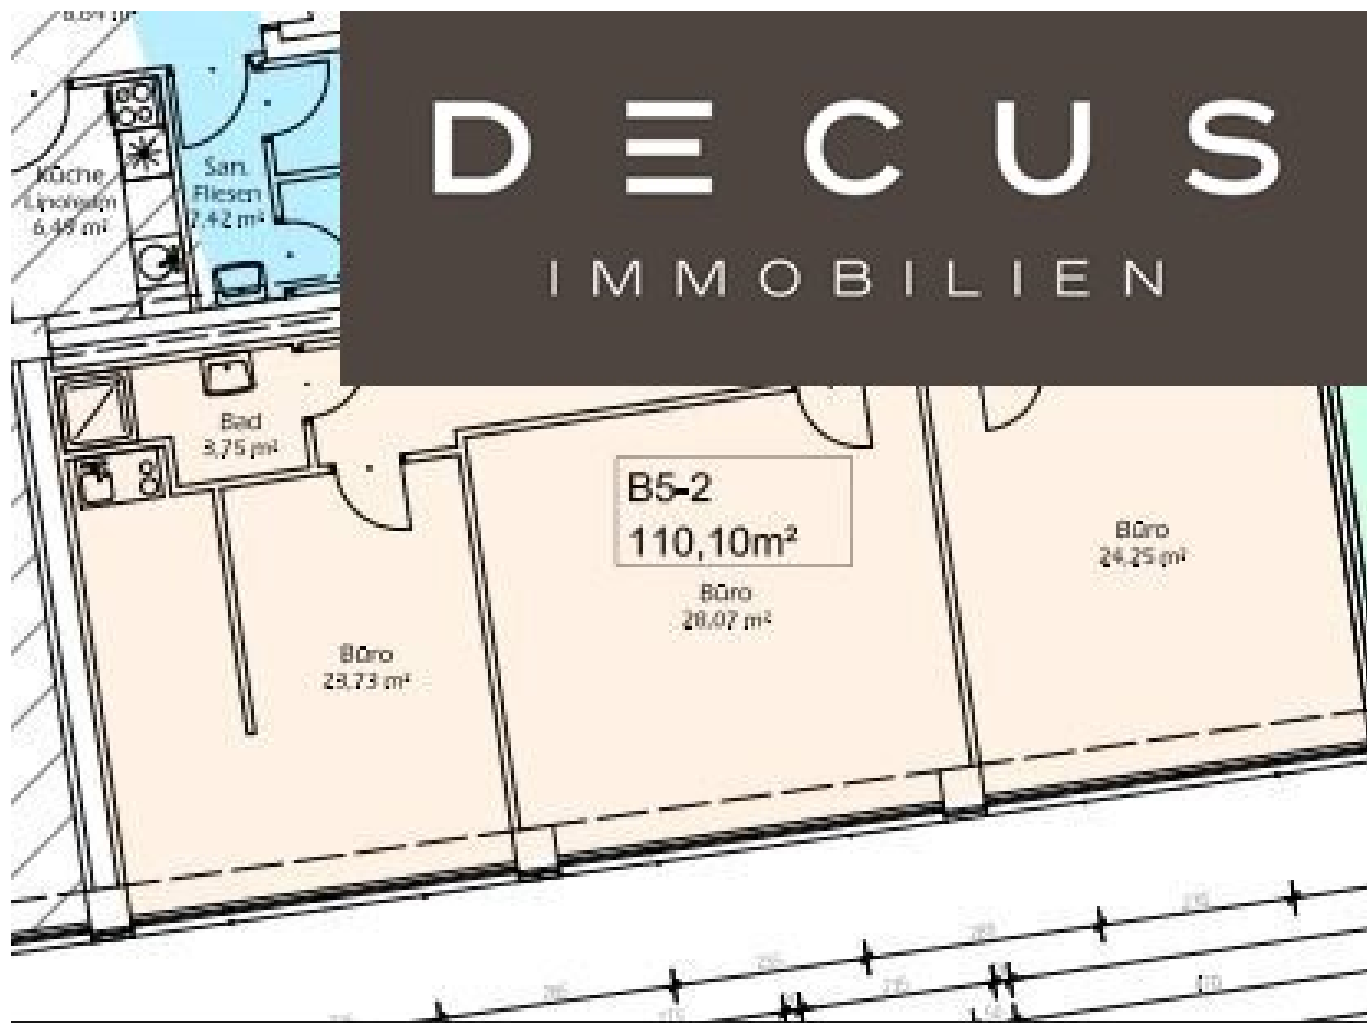 DECUS
IMMOBILIEN
Küche
Linoleum
6,49 m²
San.
Fliesen
7,42 m²
Bad
3,75 m²
B5-2
110,10m²
Büro
28,07 m²
Büro
24,25 m²
Büro
23,73 m²